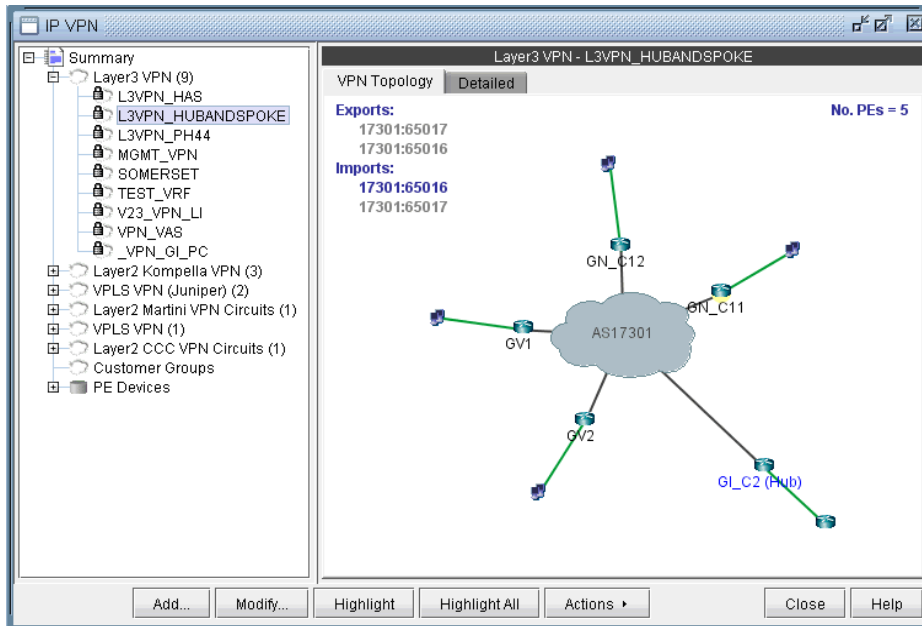 IP VPN
Summary
Layer3 VPN (9)
L3VPN_HAS
L3VPN_HUBANDSPOKE
L3VPN_PH44
MGMT_VPN
SOMERSET
TEST_VRF
V23_VPN_LI
VPN_VAS
_VPN_GI_PC
Layer2 Kompella VPN (3)
VPLS VPN (Juniper) (2)
Layer2 Martini VPN Circuits (1)
VPLS VPN (1)
Layer2 CCC VPN Circuits (1)
Customer Groups
PE Devices
Layer3 VPN - L3VPN_HUBANDSPOKE
VPN Topology Detailed
Exports:
17301:65017
17301:65016
Imports:
17301:65016
17301:65017
No. PEs = 5
GN_C12
GN_C11
AS17301
GV1
GV2
GI_C2 (Hub)
Add... Modify... Highlight Highlight All Actions Close Help